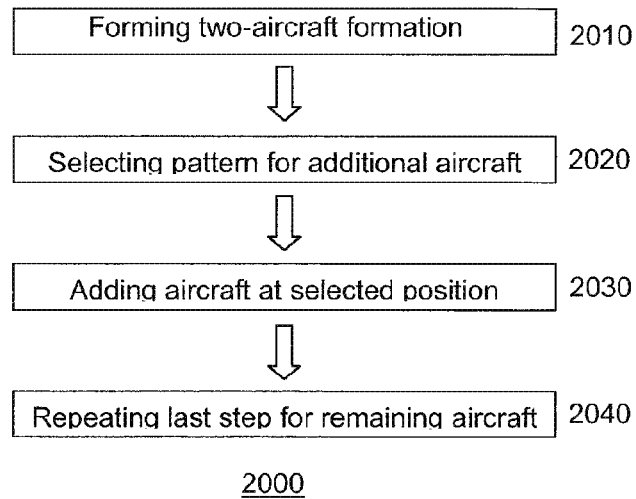 Forming two-aircraft formation 2010
Selecting pattern for additional aircraft 2020
Adding aircraft at selected position 2030
Repeating last step for remaining aircraft 2040
2000